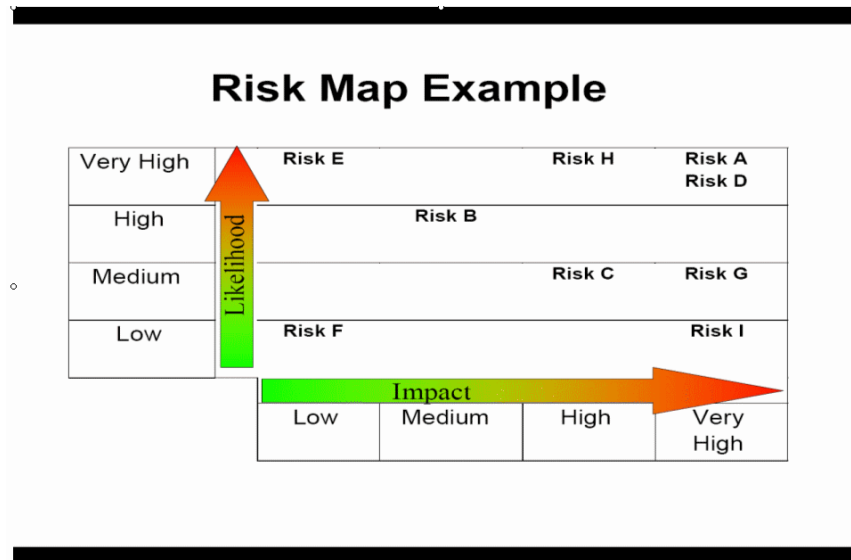 Risk Map Example
Very High Risk E Risk H Risk A
Risk D
High Risk B
Medium Risk C Risk G
Low Risk F Risk I
Likelihood
Impact
Low Medium High Very
High